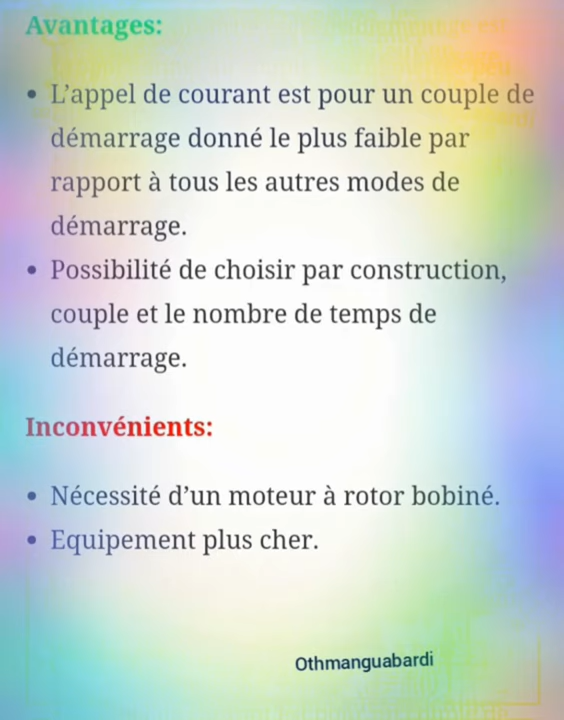 Avantages:
• L’appel de courant est pour un couple de
démarrage donné le plus faible par
rapport à tous les autres modes de
démarrage.
• Possibilité de choisir par construction,
couple et le nombre de temps de
démarrage.
Inconvénients:
• Nécessité d’un moteur à rotor bobiné.
• Equipement plus cher.
Othmanguabardi